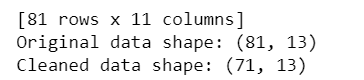 [81 rows x 11 columns]
Original data shape: (81, 13)
Cleaned data shape: (71, 13)